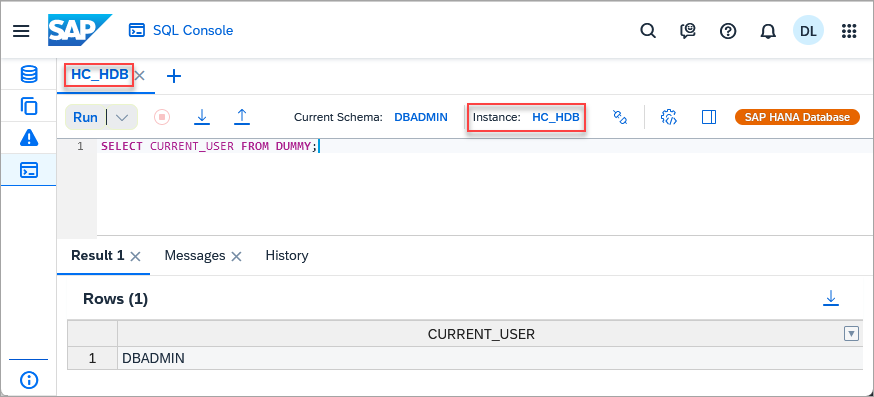 SAP SQL Console DL
HC_HDB
Run Current Schema: DBADMIN Instance: HC_HDB SAP HANA Database
1 SELECT CURRENT_USER FROM DUMMY;
Result 1 Messages History
Rows (1)
CURRENT_USER
1 DBADMIN